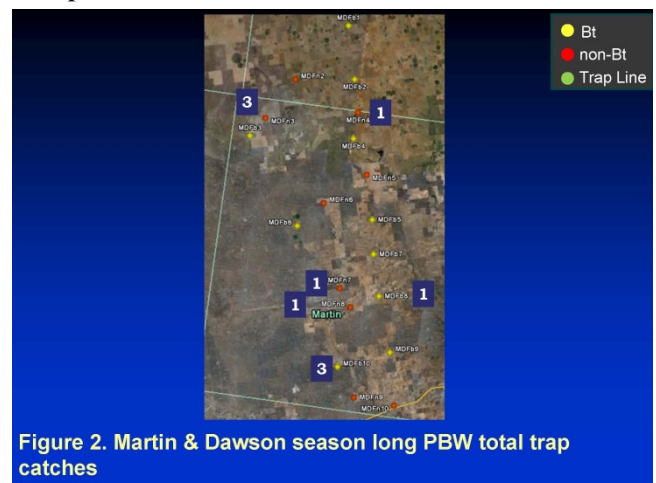 Bt
non-Bt
Trap Line
MDFb1
MDFn2
MDFb2
3
1
MDFn3
MDFn4
MDFb3
MDFb4
MDFn5
MDFn6
MDFb6
MDFb5
MDFb7
1
MDFn7
1
MDFn8
MDFb8
1
Martin
MDFb9
3
MDFb10
MDFn9
MDFn10
Figure 2. Martin & Dawson season long PBW total trap
catches